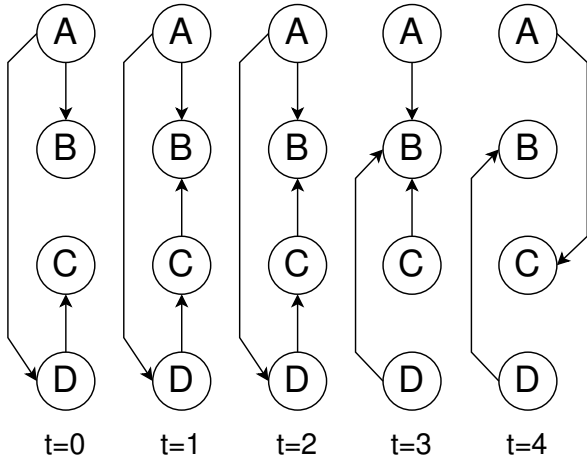 A A A A A
B B B B B
C C C C C
D D D D D
t=0 t=1 t=2 t=3 t=4